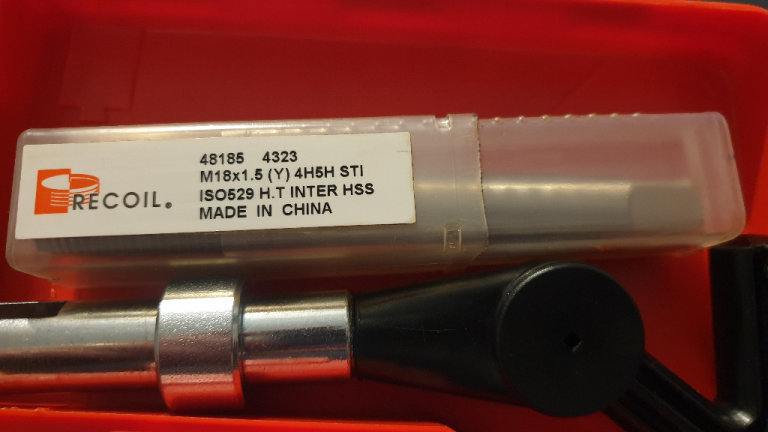 48185 4323
M18x1.5 (Y) 4H5H STI
RECOIL®
ISO529 H.T INTER HSS
MADE IN CHINA